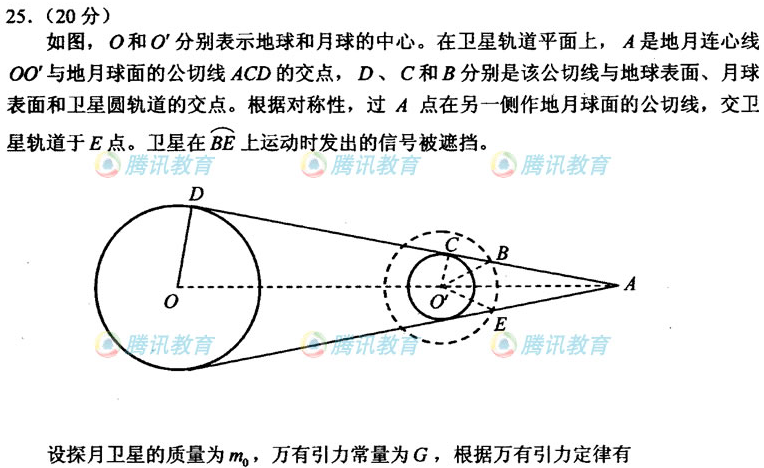 25.（20 分）
如图，O和O′分别表示地球和月球的中心。在卫星轨道平面上，A是地月连心线
OO′与地月球面的公切线 ACD 的交点，D、C和B分别是该公切线与地球表面、月球
表面和卫星圆轨道的交点。根据对称性，过 A 点在另一侧作地月球面的公切线，交卫
星轨道于E点。卫星在BE上运动时发出的信号被遮挡。
腾讯教育 腾讯教育 腾讯教育
D
C B
O O′ A
E
腾讯教育 腾讯教育 腾讯教育
设探月卫星的质量为m₀，万有引力常量为G，根据万有引力定律有